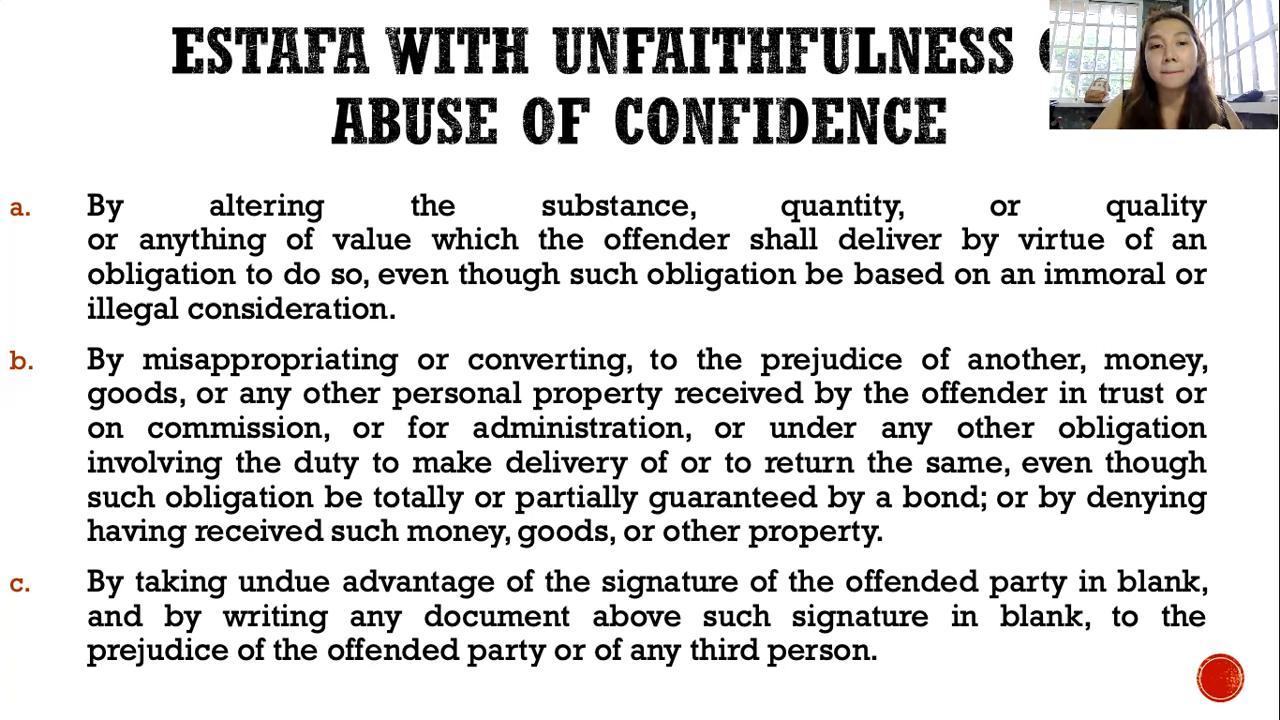 ESTAFA WITH UNFAITHFULNESS
ABUSE OF CONFIDENCE
a. By altering the substance, quantity, or quality
or anything of value which the offender shall deliver by virtue of an
obligation to do so, even though such obligation be based on an immoral or
illegal consideration.
b. By misappropriating or converting, to the prejudice of another, money,
goods, or any other personal property received by the offender in trust or
on commission, or for administration, or under any other obligation
involving the duty to make delivery of or to return the same, even though
such obligation be totally or partially guaranteed by a bond; or by denying
having received such money, goods, or other property.
c. By taking undue advantage of the signature of the offended party in blank,
and by writing any document above such signature in blank, to the
prejudice of the offended party or of any third person.